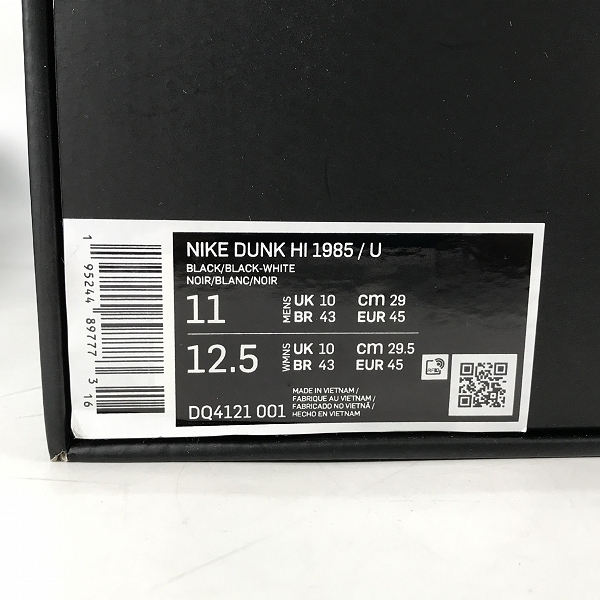 1 95244 89777 3 16
NIKE DUNK HI 1985 / U
BLACK/BLACK-WHITE
NOIR/BLANC/NOIR
11 MENS UK 10 cm 29
BR 43 EUR 45
12.5 WMNS UK 10 cm 29.5
BR 43 EUR 45
RFID
DQ4121 001
MADE IN VIETNAM /
FABRIQUE AU VIETNAM /
FABRICADO NO VIETNÃ /
HECHO EN VIETNAM